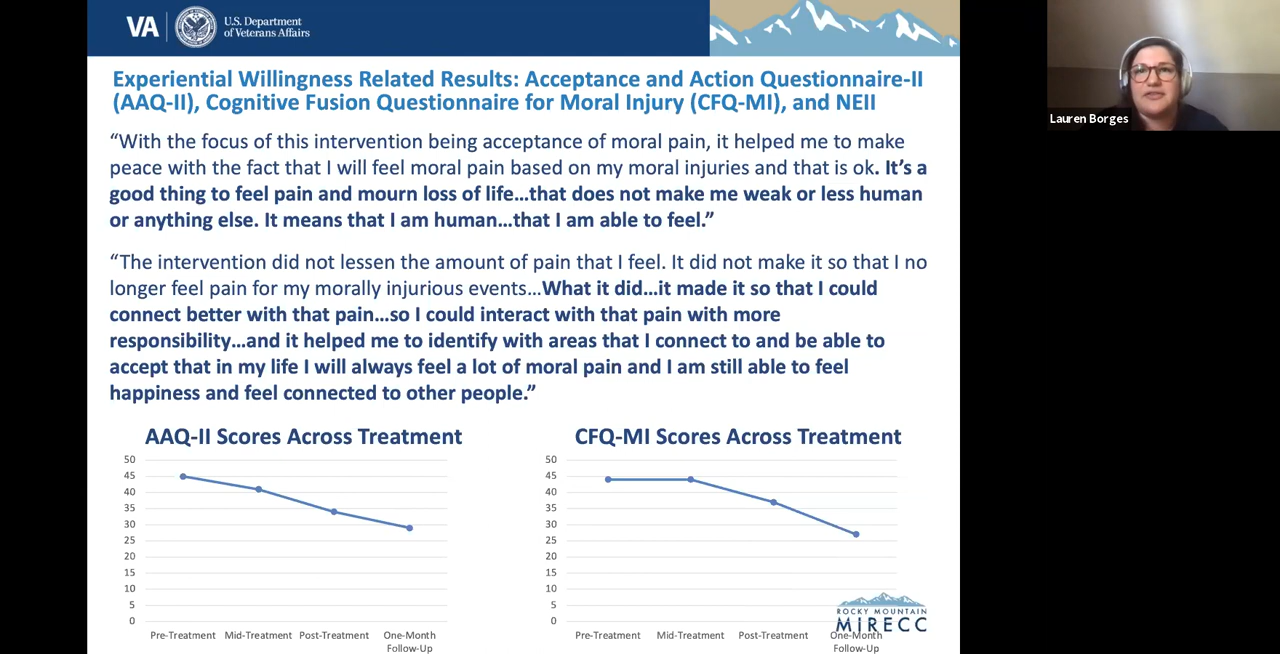 VA
U.S. Department
of Veterans Affairs
Experiential Willingness Related Results: Acceptance and Action Questionnaire-II
(AAQ-II), Cognitive Fusion Questionnaire for Moral Injury (CFQ-MI), and NEII
“With the focus of this intervention being acceptance of moral pain, it helped me to make
peace with the fact that I will feel moral pain based on my moral injuries and that is ok. It’s a
good thing to feel pain and mourn loss of life…that does not make me weak or less human
or anything else. It means that I am human…that I am able to feel.”
“The intervention did not lessen the amount of pain that I feel. It did not make it so that I no
longer feel pain for my morally injurious events…What it did…it made it so that I could
connect better with that pain…so I could interact with that pain with more
responsibility…and it helped me to identify with areas that I connect to and be able to
accept that in my life I will always feel a lot of moral pain and I am still able to feel
happiness and feel connected to other people.”
AAQ-II Scores Across Treatment
50
45
40
35
30
25
20
15
10
5
0
Pre-Treatment Mid-Treatment Post-Treatment One-Month
Follow-Up
CFQ-MI Scores Across Treatment
50
45
40
35
30
25
20
15
10
5
0
Pre-Treatment Mid-Treatment Post-Treatment One-Month
Follow-Up
ROCKY MOUNTAIN
MIRECC
Lauren Borges